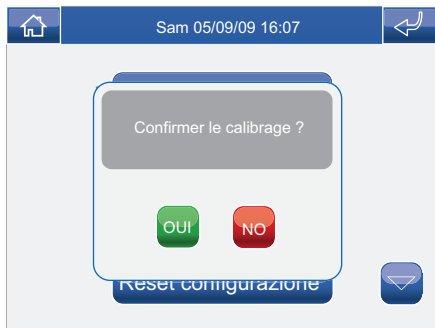 Sam 05/09/09 16:07
Confirmer le calibrage ?
OUI
NO
Reset configurazione